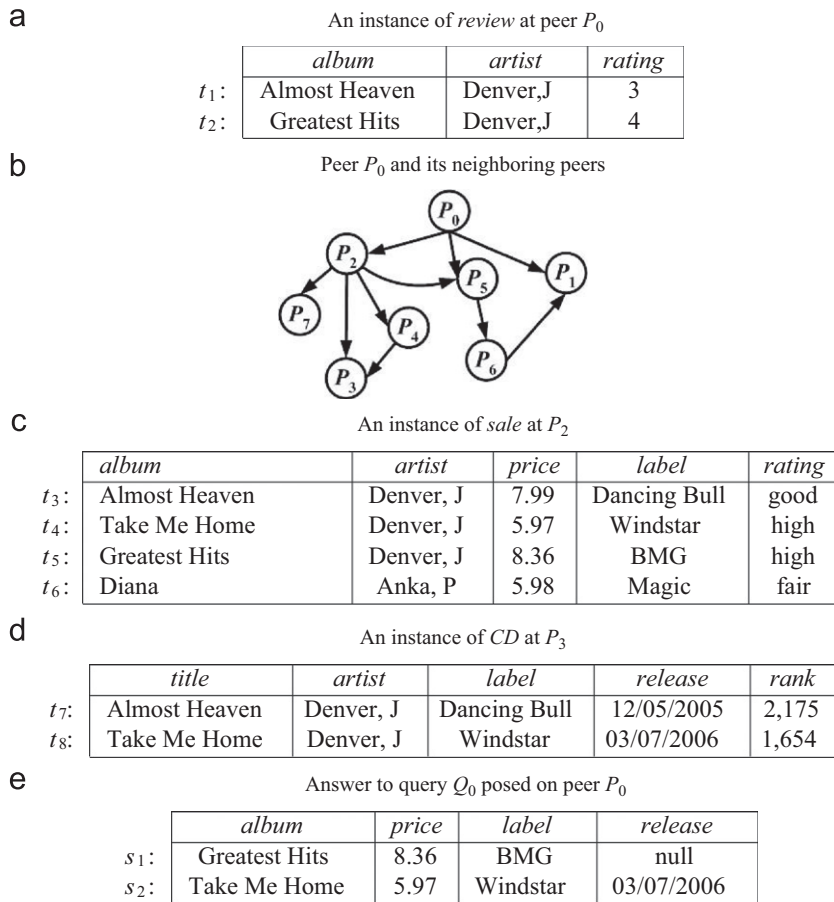 a
An instance of review at peer P0
album artist rating
t1: Almost Heaven Denver,J 3
t2: Greatest Hits Denver,J 4
b
Peer P0 and its neighboring peers
P0
P2
P5
P1
P7
P4
P3
P6
c
An instance of sale at P2
album artist price label rating
t3: Almost Heaven Denver, J 7.99 Dancing Bull good
t4: Take Me Home Denver, J 5.97 Windstar high
t5: Greatest Hits Denver, J 8.36 BMG high
t6: Diana Anka, P 5.98 Magic fair
d
An instance of CD at P3
title artist label release rank
t7: Almost Heaven Denver, J Dancing Bull 12/05/2005 2,175
t8: Take Me Home Denver, J Windstar 03/07/2006 1,654
e
Answer to query Q0 posed on peer P0
album price label release
s1: Greatest Hits 8.36 BMG null
s2: Take Me Home 5.97 Windstar 03/07/2006